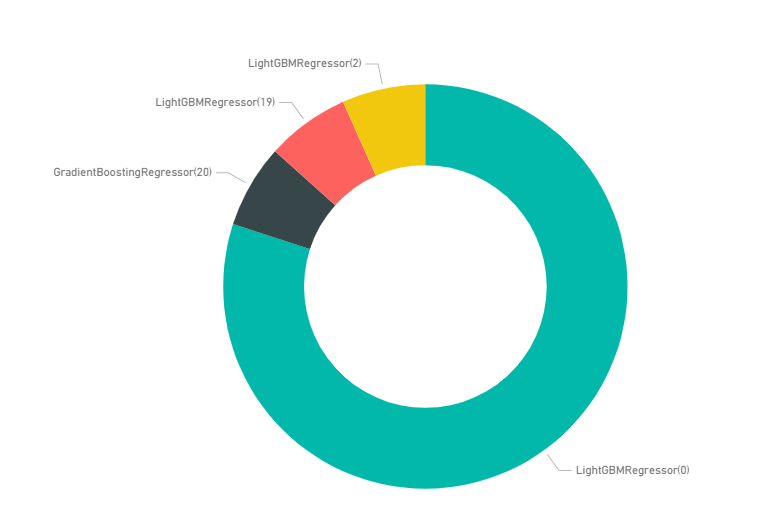 LightGBMRegressor(2)
LightGBMRegressor(19)
GradientBoostingRegressor(20)
LightGBMRegressor(0)